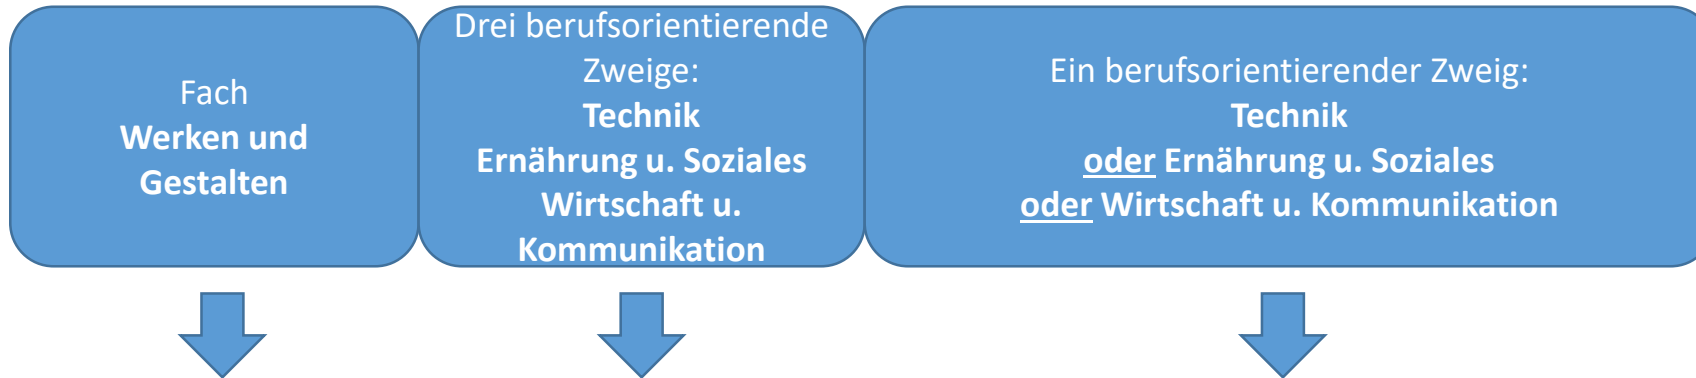 Fach
Werken und
Gestalten
Drei berufsorientierende
Zweige:
Technik
Ernährung u. Soziales
Wirtschaft u.
Kommunikation
Ein berufsorientierender Zweig:
Technik
oder Ernährung u. Soziales
oder Wirtschaft u. Kommunikation